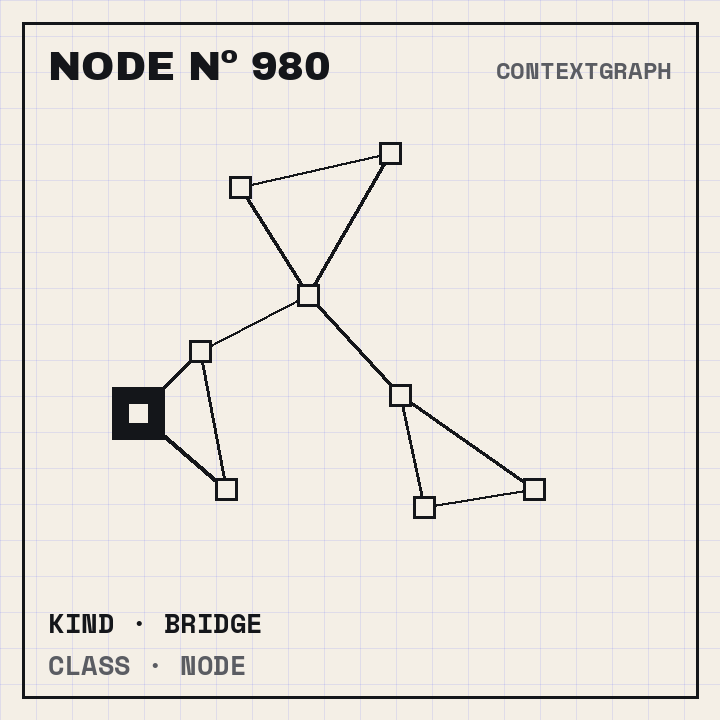 NODE Nº 980
CONTEXTGRAPH
KIND · BRIDGE
CLASS · NODE